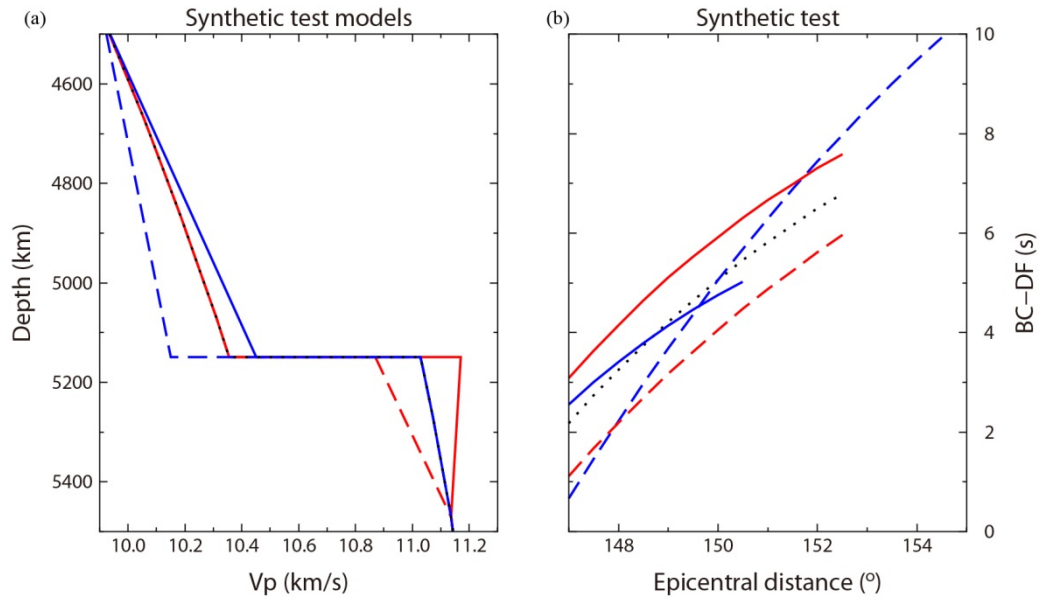 (a)
Synthetic test models
4600
4800
5000
5200
5400
Depth (km)
10.0
10.2
10.4
10.6
10.8
11.0
11.2
Vp (km/s)
(b)
Synthetic test
10
8
6
4
2
0
BC–DF (s)
148
150
152
154
Epicentral distance (°)